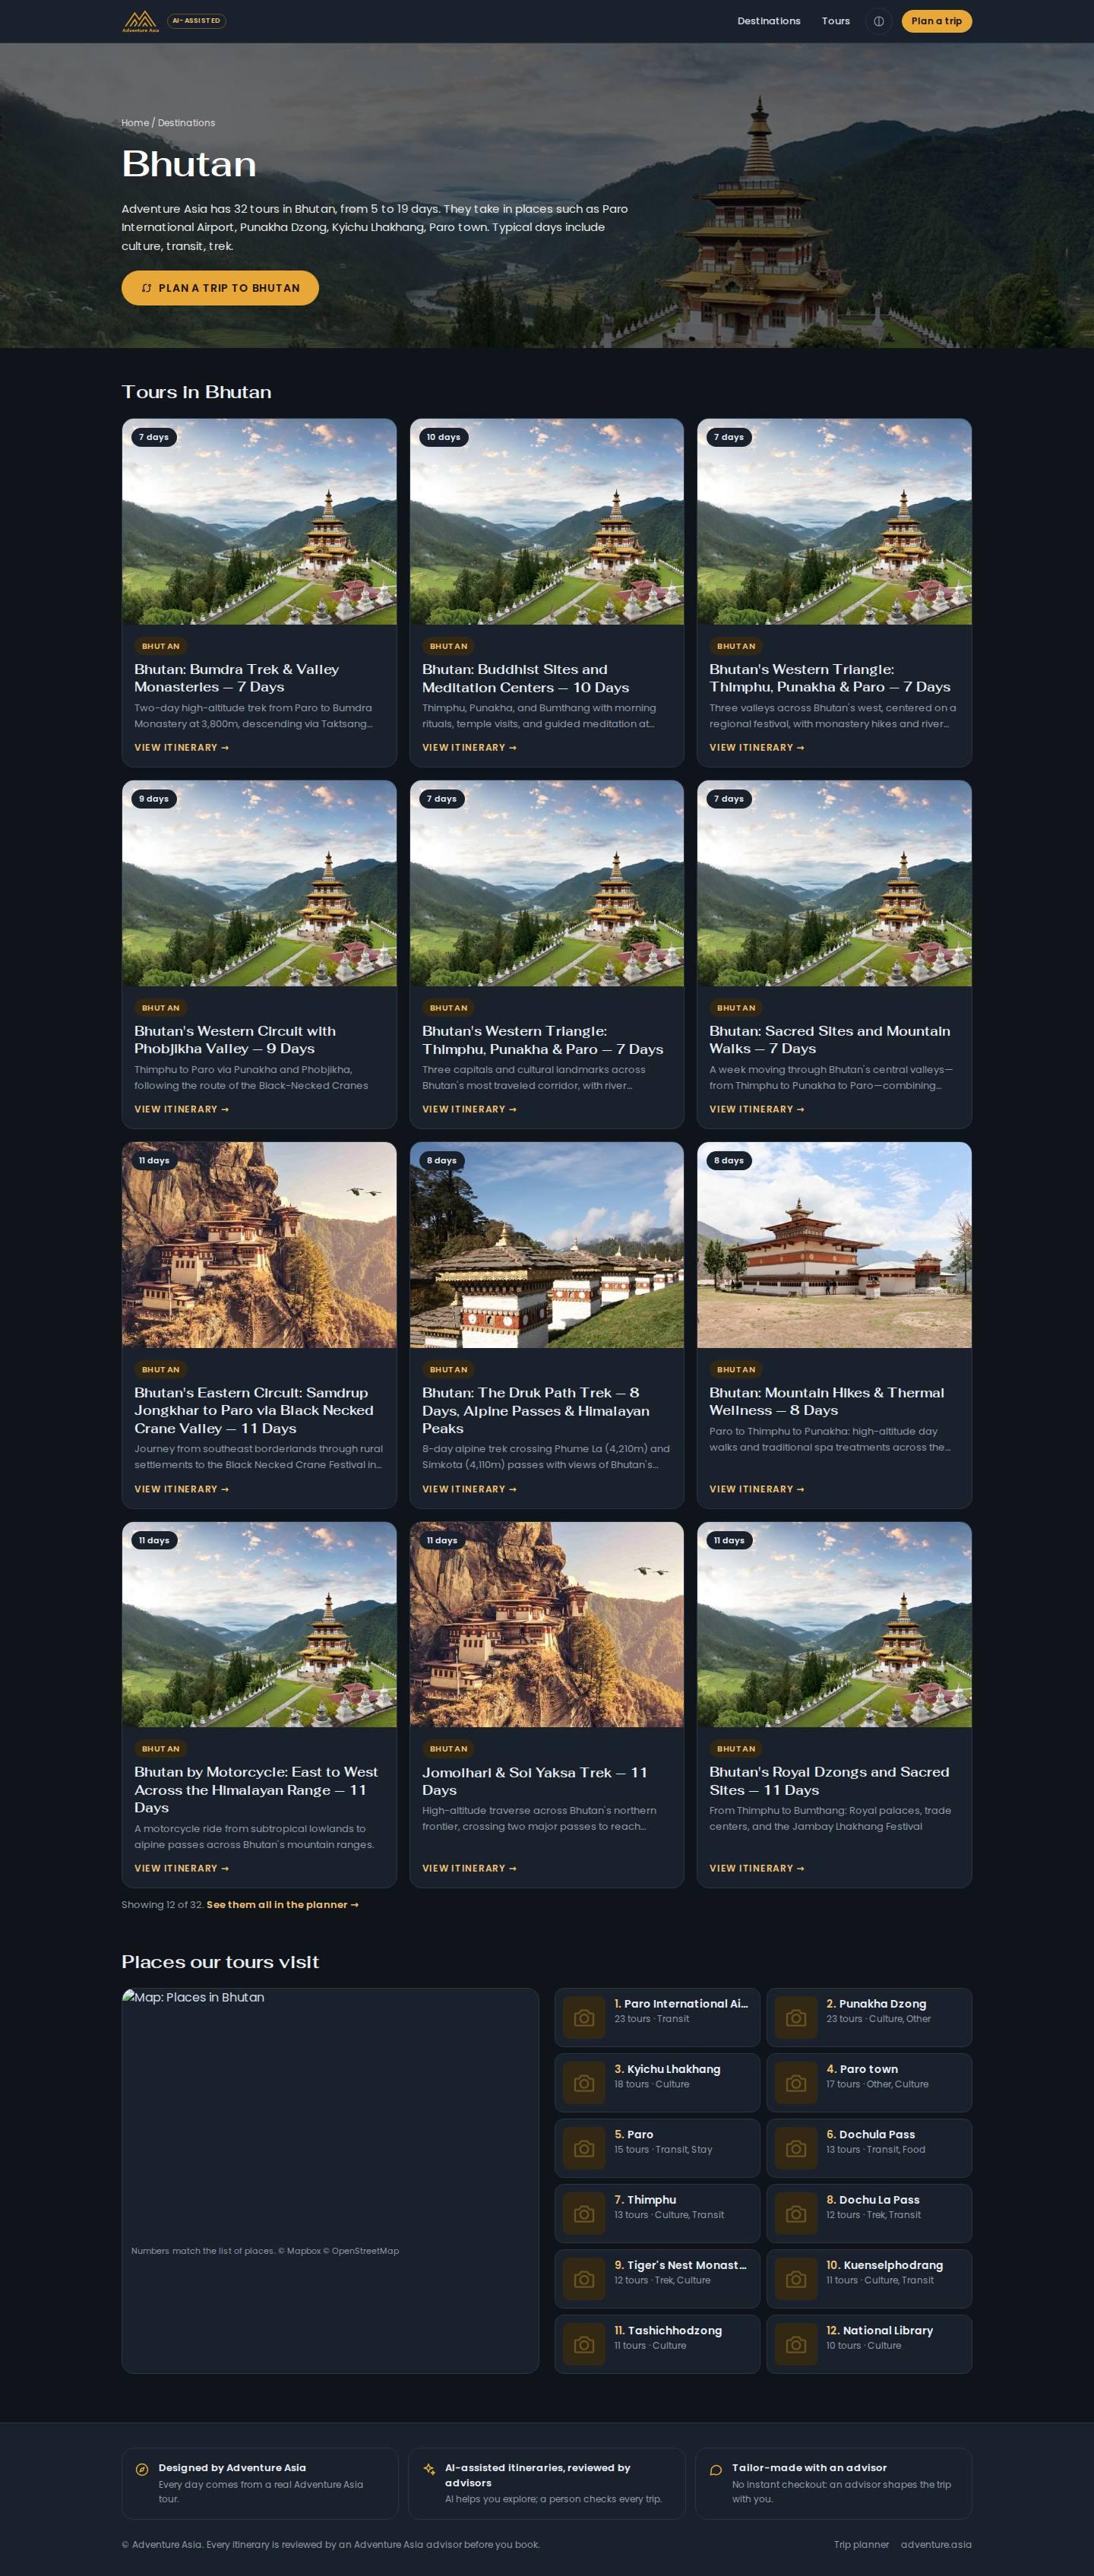 Adventure Asia
AI-ASSISTED
Destinations
Tours
Plan a trip
Home / Destinations
Bhutan
Adventure Asia has 32 tours in Bhutan, from 5 to 19 days. They take in places such as Paro
International Airport, Punakha Dzong, Kyichu Lhakhang, Paro town. Typical days include
culture, transit, trek.
PLAN A TRIP TO BHUTAN
Tours in Bhutan
7 days
BHUTAN
Bhutan: Bumdra Trek & Valley
Monasteries — 7 Days
Two-day high-altitude trek from Paro to Bumdra
Monastery at 3,800m, descending via Taktsang…
VIEW ITINERARY →
10 days
BHUTAN
Bhutan: Buddhist Sites and
Meditation Centers — 10 Days
Thimphu, Punakha, and Bumthang with morning
rituals, temple visits, and guided meditation at…
VIEW ITINERARY →
7 days
BHUTAN
Bhutan's Western Triangle:
Thimphu, Punakha & Paro — 7 Days
Three valleys across Bhutan's west, centered on a
regional festival, with monastery hikes and river…
VIEW ITINERARY →
9 days
BHUTAN
Bhutan's Western Circuit with
Phobjikha Valley — 9 Days
Thimphu to Paro via Punakha and Phobjikha,
following the route of the Black-Necked Cranes
VIEW ITINERARY →
7 days
BHUTAN
Bhutan's Western Triangle:
Thimphu, Punakha & Paro — 7 Days
Three capitals and cultural landmarks across
Bhutan's most traveled corridor, with river…
VIEW ITINERARY →
7 days
BHUTAN
Bhutan: Sacred Sites and Mountain
Walks — 7 Days
A week moving through Bhutan's central valleys—
from Thimphu to Punakha to Paro—combining…
VIEW ITINERARY →
11 days
BHUTAN
Bhutan's Eastern Circuit: Samdrup
Jongkhar to Paro via Black Necked
Crane Valley — 11 Days
Journey from southeast borderlands through rural
settlements to the Black Necked Crane Festival in…
VIEW ITINERARY →
8 days
BHUTAN
Bhutan: The Druk Path Trek — 8
Days, Alpine Passes & Himalayan
Peaks
8-day alpine trek crossing Phume La (4,210m) and
Simkota (4,110m) passes with views of Bhutan's…
VIEW ITINERARY →
8 days
BHUTAN
Bhutan: Mountain Hikes & Thermal
Wellness — 8 Days
Paro to Thimphu to Punakha: high-altitude day
walks and traditional spa treatments across the…
VIEW ITINERARY →
11 days
BHUTAN
Bhutan by Motorcycle: East to West
Across the Himalayan Range — 11
Days
A motorcycle ride from subtropical lowlands to
alpine passes across Bhutan's mountain ranges.
VIEW ITINERARY →
11 days
BHUTAN
Jomolhari & Soi Yaksa Trek — 11
Days
High-altitude traverse across Bhutan's northern
frontier, crossing two major passes to reach…
VIEW ITINERARY →
11 days
BHUTAN
Bhutan's Royal Dzongs and Sacred
Sites — 11 Days
From Thimphu to Bumthang: Royal palaces, trade
centers, and the Jambay Lhakhang Festival
VIEW ITINERARY →
Showing 12 of 32. See them all in the planner →
Places our tours visit
Map: Places in Bhutan
Numbers match the list of places. © Mapbox © OpenStreetMap
1. Paro International Ai…
23 tours · Transit
2. Punakha Dzong
23 tours · Culture, Other
3. Kyichu Lhakhang
18 tours · Culture
4. Paro town
17 tours · Other, Culture
5. Paro
15 tours · Transit, Stay
6. Dochula Pass
13 tours · Transit, Food
7. Thimphu
13 tours · Culture, Transit
8. Dochu La Pass
12 tours · Trek, Transit
9. Tiger's Nest Monast…
12 tours · Trek, Culture
10. Kuenselphodrang
11 tours · Culture, Transit
11. Tashichhodzong
11 tours · Culture
12. National Library
10 tours · Culture
Designed by Adventure Asia
Every day comes from a real Adventure Asia
tour.
AI-assisted itineraries, reviewed by
advisors
AI helps you explore; a person checks every trip.
Tailor-made with an advisor
No instant checkout: an advisor shapes the trip
with you.
© Adventure Asia. Every itinerary is reviewed by an Adventure Asia advisor before you book.
Trip planner
adventure.asia